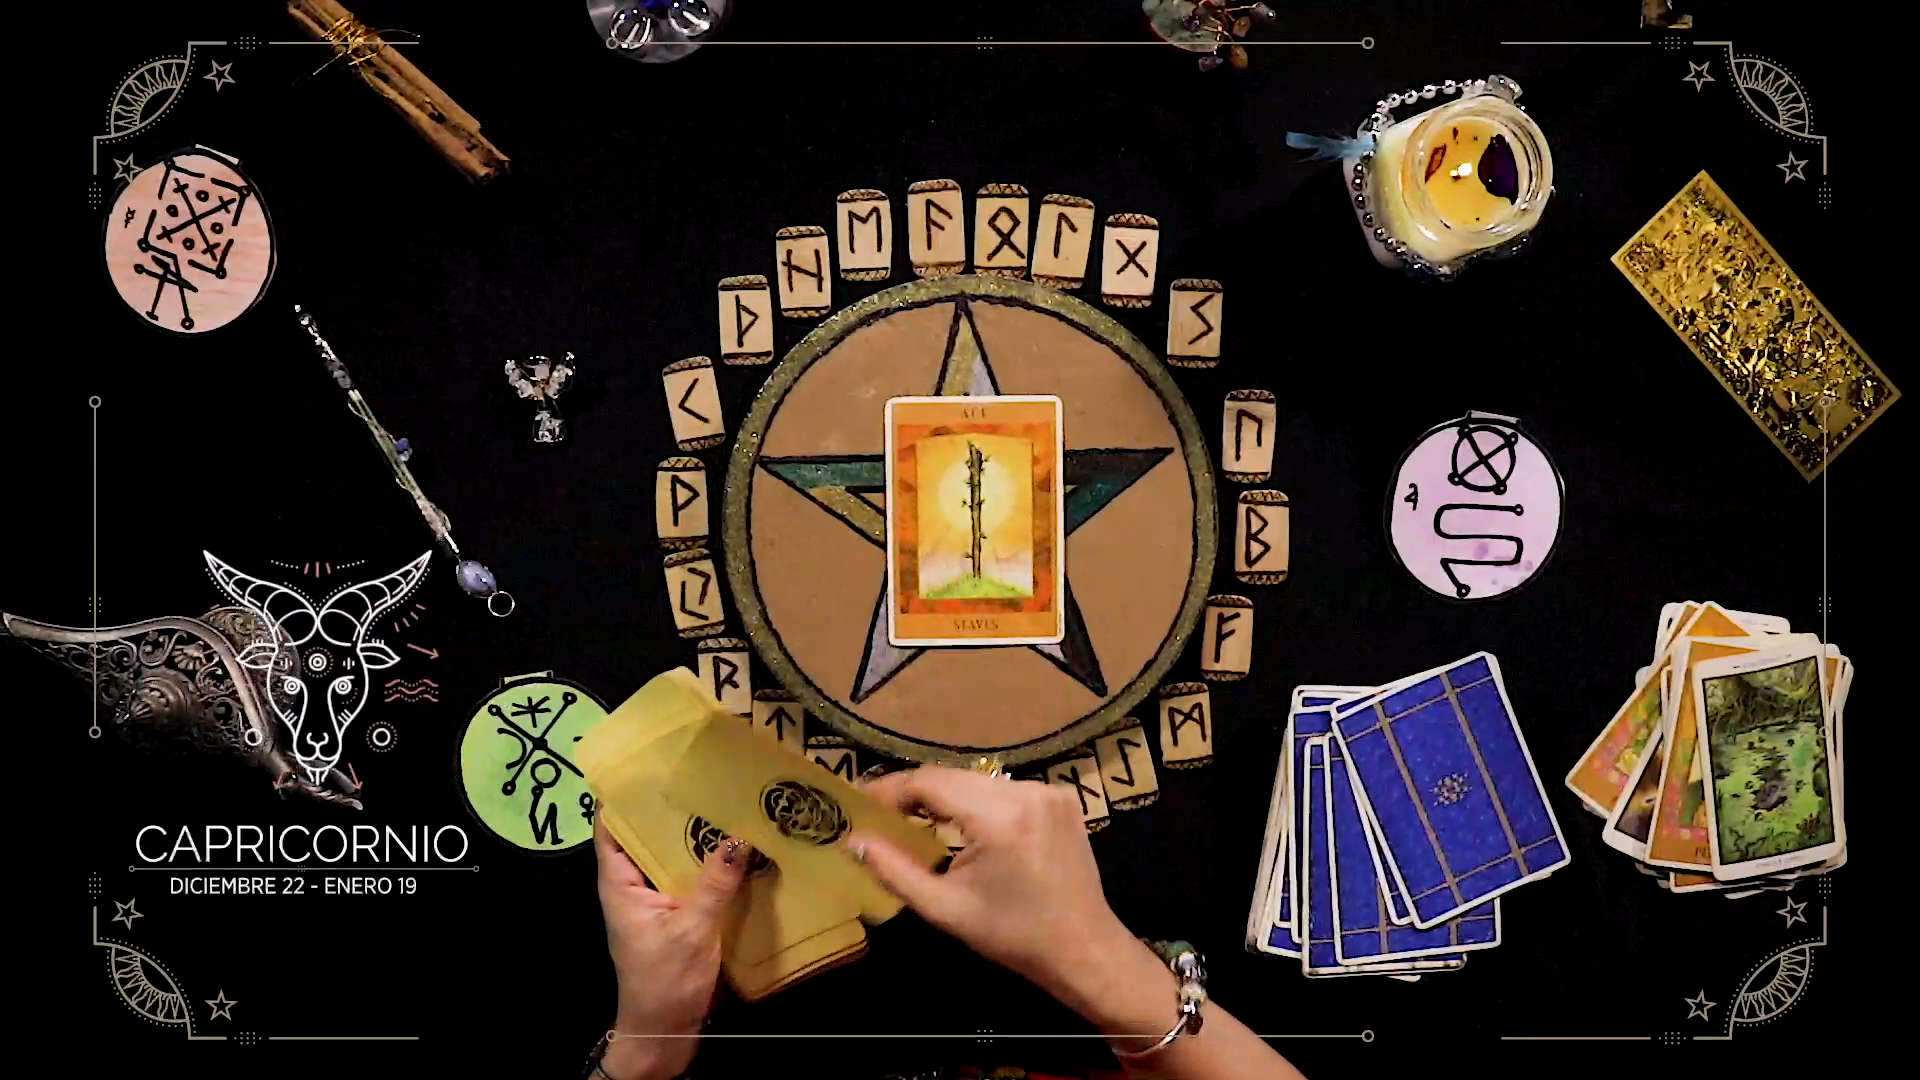 ACE
STAVES
CAPRICORNIO
DICIEMBRE 22 - ENERO 19